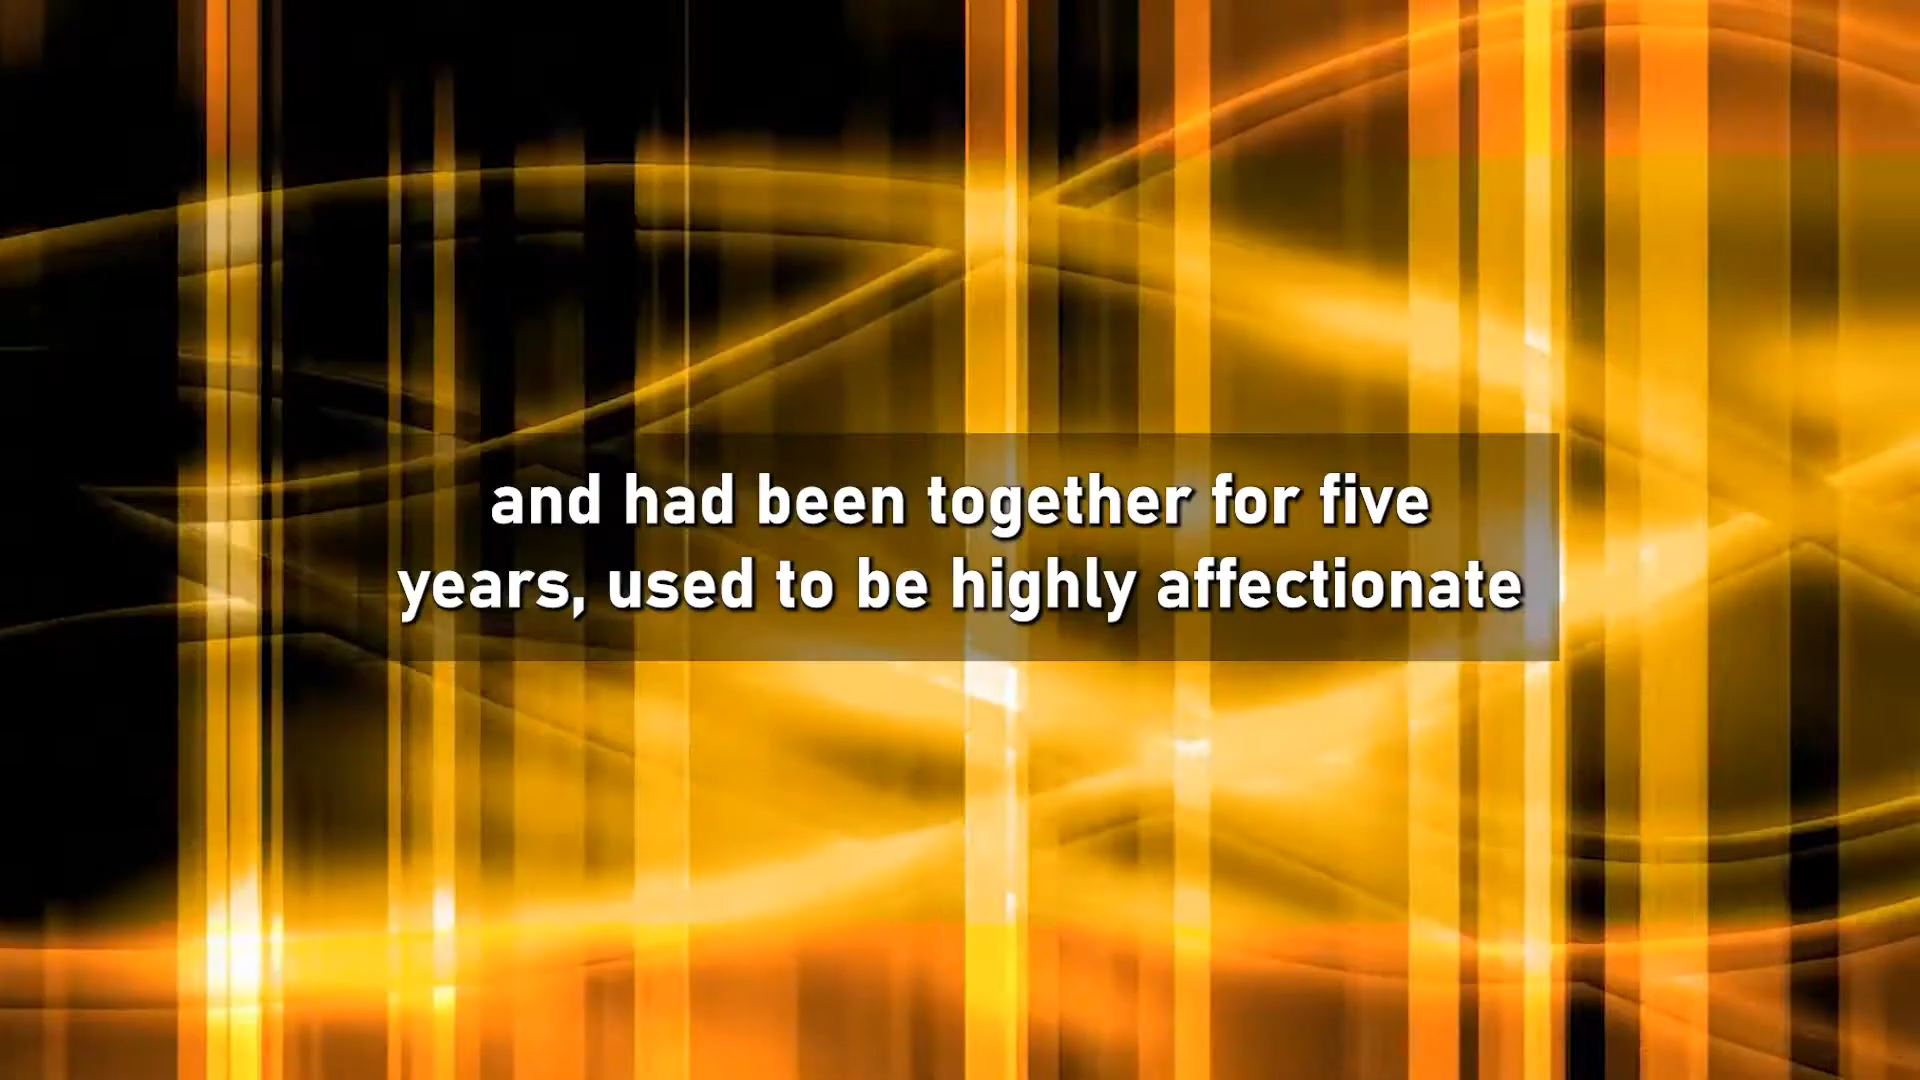 and had been together for five
years, used to be highly affectionate